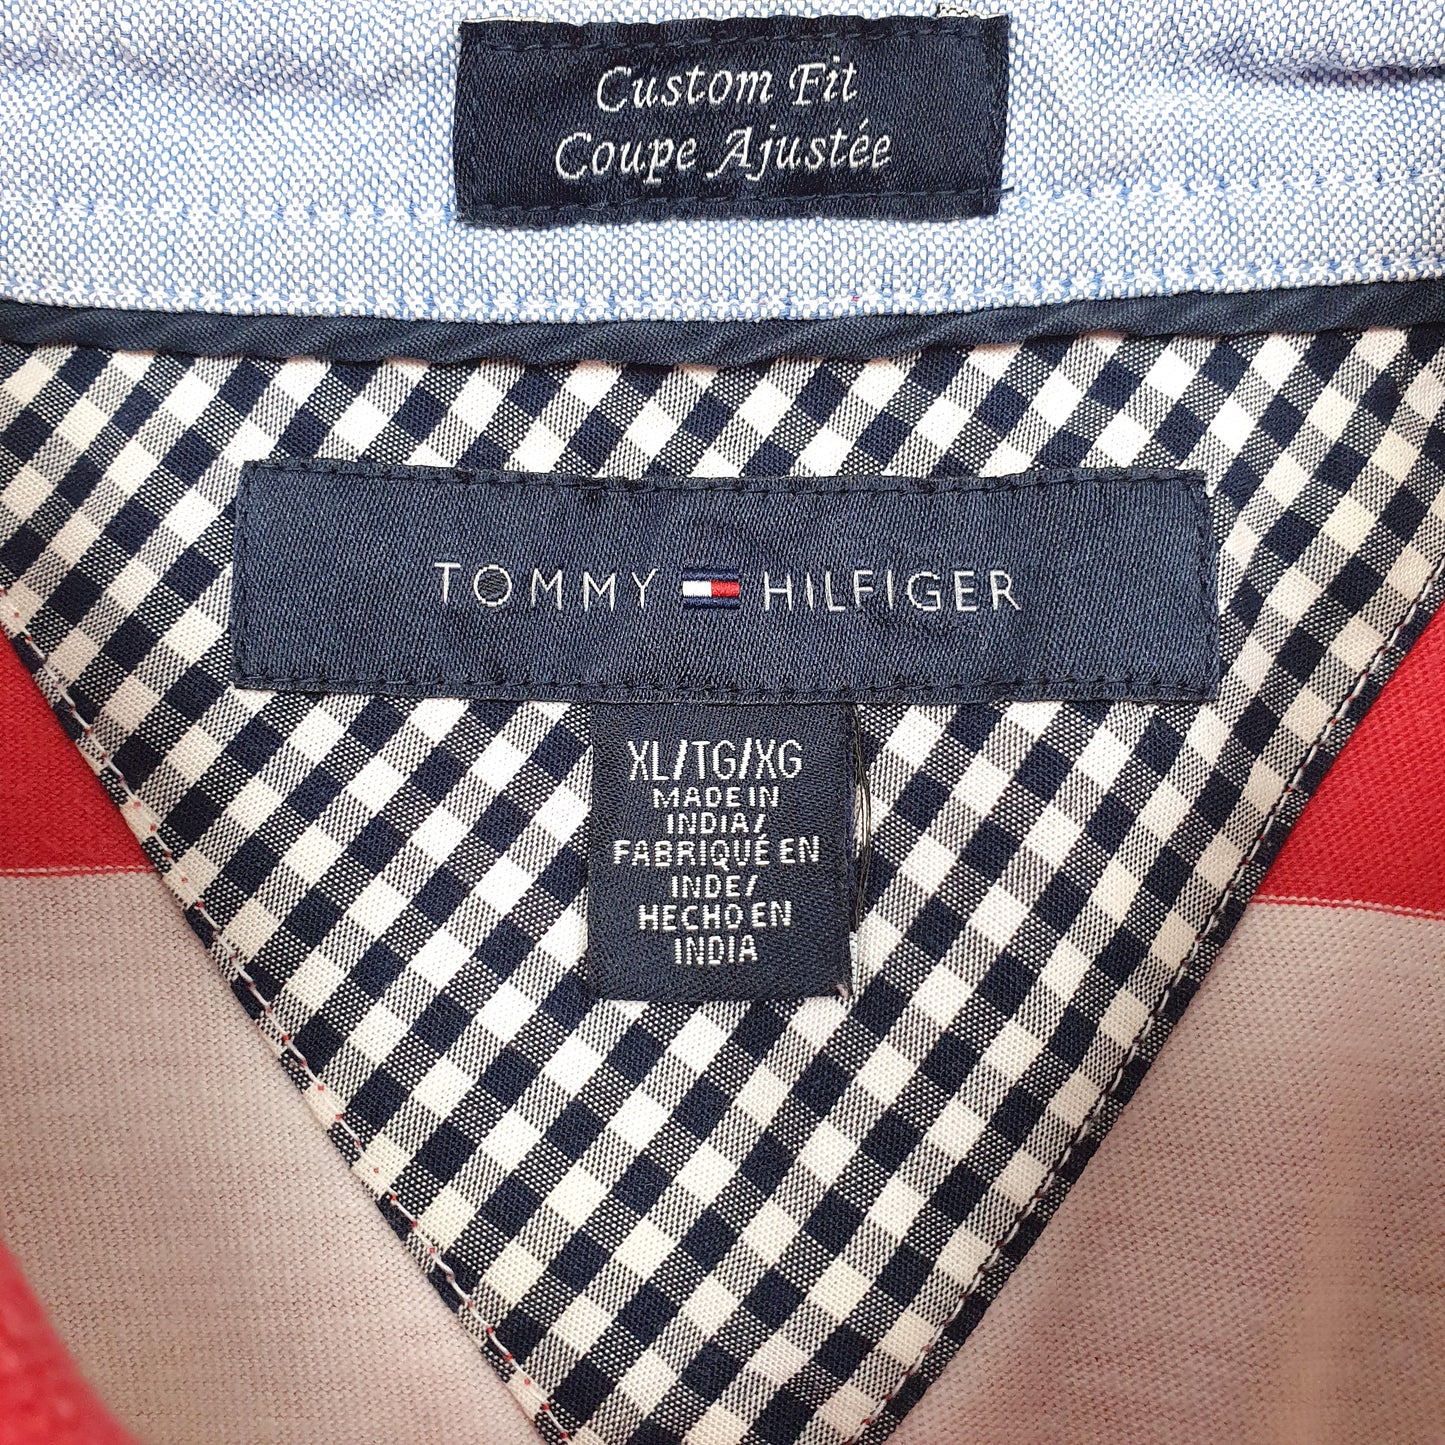 Custom Fit
Coupe Ajustée
TOMMY HILFIGER
XL/TG/XG
MADE IN
INDIA/
FABRIQUÉ EN
INDE/
HECHO EN
INDIA